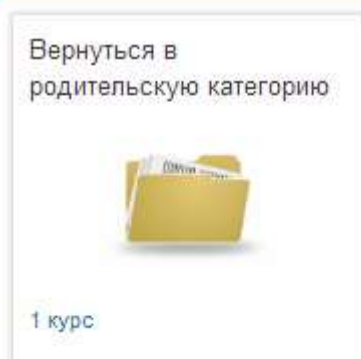 Вернуться в
родительскую категорию
1 курс